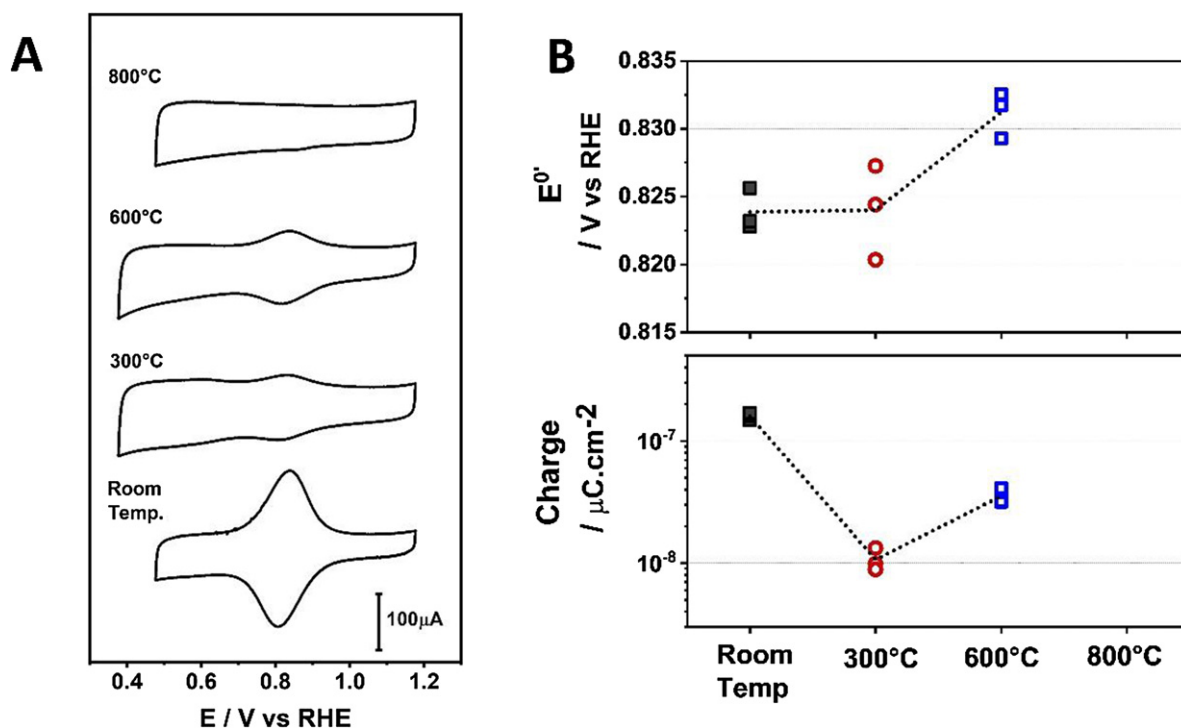 A
800°C
600°C
300°C
Room
Temp.
100μA
0.4 0.6 0.8 1.0 1.2
E / V vs RHE
B
0.835
0.830
0.825
0.820
0.815
E0'
/ V vs RHE
10-7
10-8
Charge
/ μC.cm-2
Room
Temp
300°C
600°C
800°C